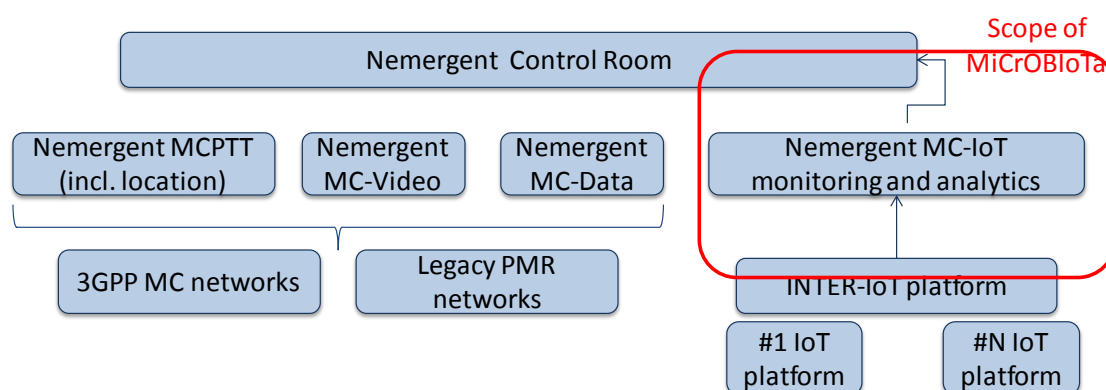 Scope of
MiCrOBIoTa
Nemergent Control Room
Nemergent MCPTT
(incl. location)
Nemergent
MC-Video
Nemergent
MC-Data
Nemergent MC-IoT
monitoring and analytics
3GPP MC networks
Legacy PMR
networks
INTER-IoT platform
#1 IoT
platform
#N IoT
platform